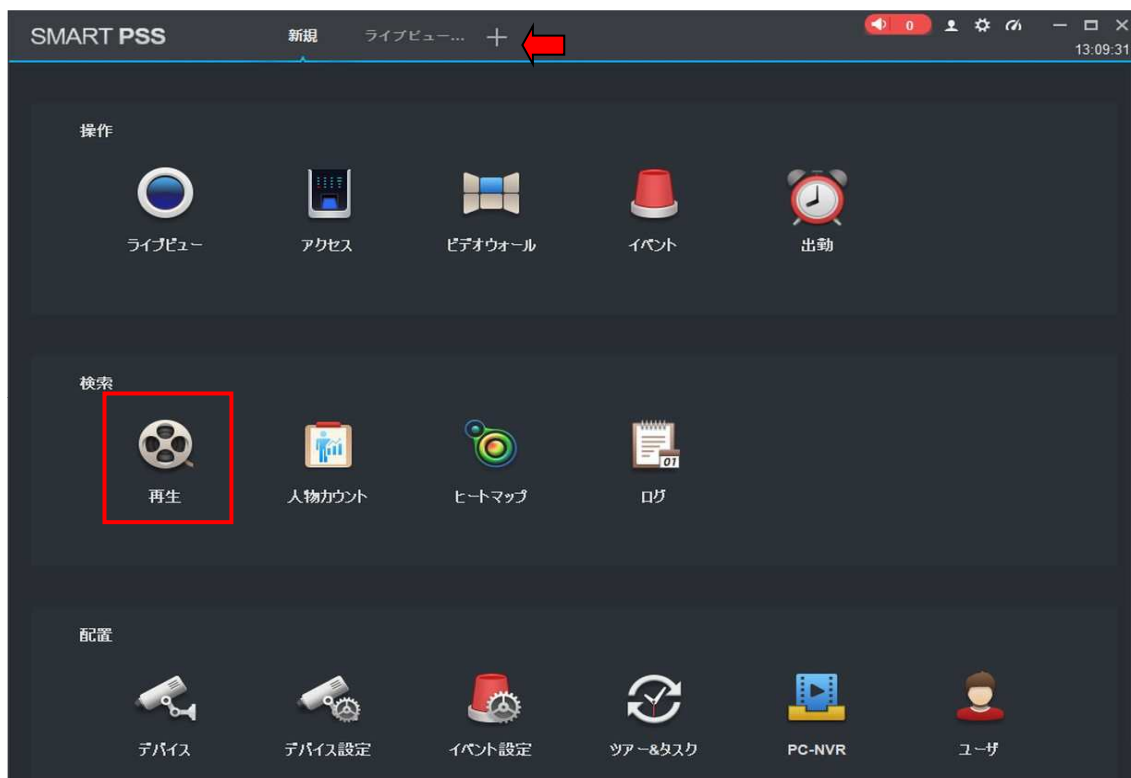 SMART PSS 新規 ライブビュー... 0
13:09:31
操作
ライブビュー アクセス ビデオウォール イベント 出勤
検索
01
再生 人物カウント ヒートマップ ログ
配置
デバイス デバイス設定 イベント設定 ツアー&タスク PC-NVR ユーザ